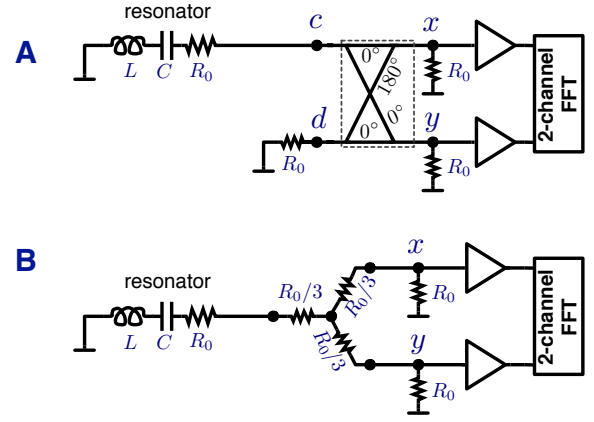 resonator
A
c
x
L
C
R₀
0°
180°
R₀
2-channel
FFT
d
0°
0°
y
R₀
R₀
B
resonator
x
R₀/3
R₀/3
R₀
L
C
R₀
R₀/3
y
R₀
2-channel
FFT